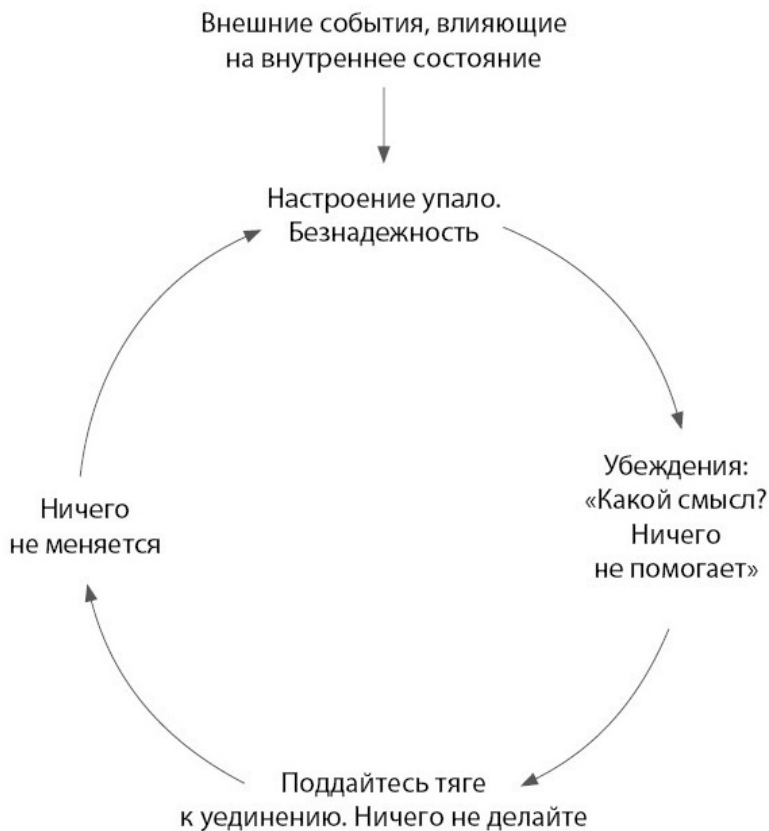 Внешние события, влияющие
на внутреннее состояние
Настроение упало.
Безнадежность
Убеждения:
«Какой смысл?
Ничего
не помогает»
Поддайтесь тяге
к уединению. Ничего не делайте
Ничего
не меняется